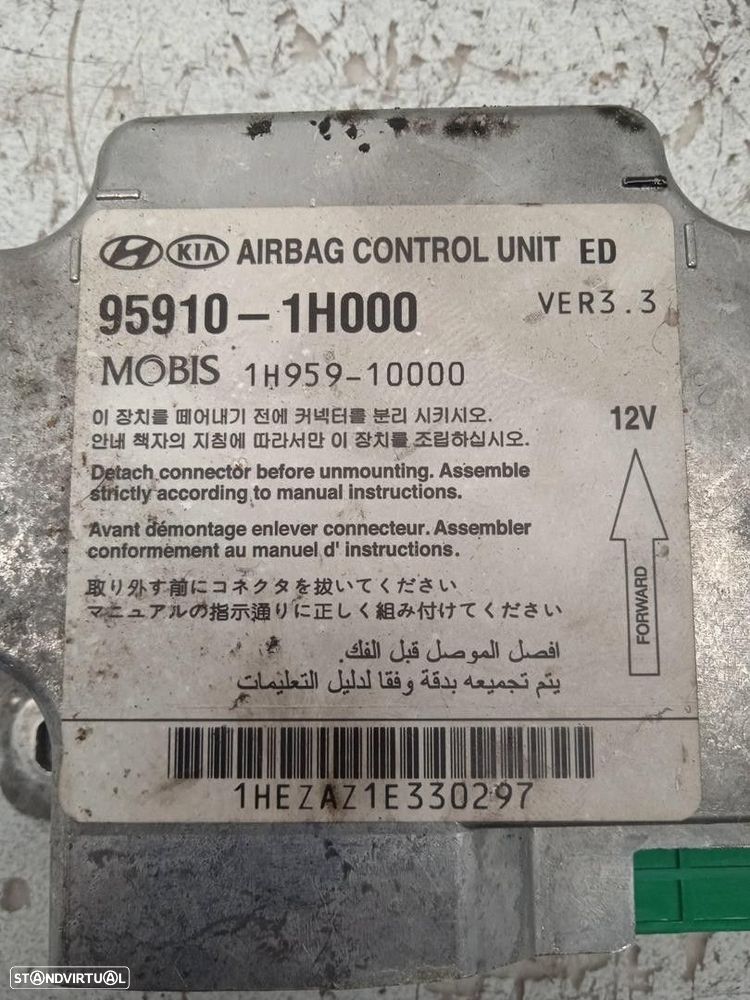 KIA AIRBAG CONTROL UNIT ED
95910-1H000 VER3.3
MOBIS 1H959-10000
이 장치를 떼어내기 전에 커넥터를 분리 시키시오.
안내 책자의 지침에 따라서만 이 장치를 조립하십시오.
12V
Detach connector before unmounting. Assemble
strictly according to manual instructions.
Avant démontage enlever connecteur. Assembler
conformement au manuel d' instructions.
FORWARD
取り外す前にコネクタを抜いてください
マニュアルの指示通りに正しく組み付けてください
افصل الموصل قبل الفك.
يتم تجميعه بدقة وفقا لدليل التعليمات
1HEZAZ1E330297
STANDVIRTUAL